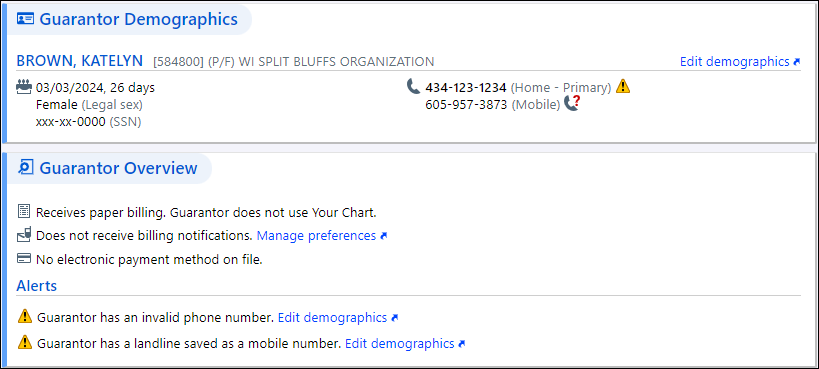 Guarantor Demographics
BROWN, KATELYN [584800] (P/F) WI SPLIT BLUFFS ORGANIZATION Edit demographics
03/03/2024, 26 days 434-123-1234 (Home - Primary)
Female (Legal sex) 605-957-3873 (Mobile)
xxx-xx-0000 (SSN)
Guarantor Overview
Receives paper billing. Guarantor does not use Your Chart.
Does not receive billing notifications. Manage preferences
No electronic payment method on file.
Alerts
Guarantor has an invalid phone number. Edit demographics
Guarantor has a landline saved as a mobile number. Edit demographics